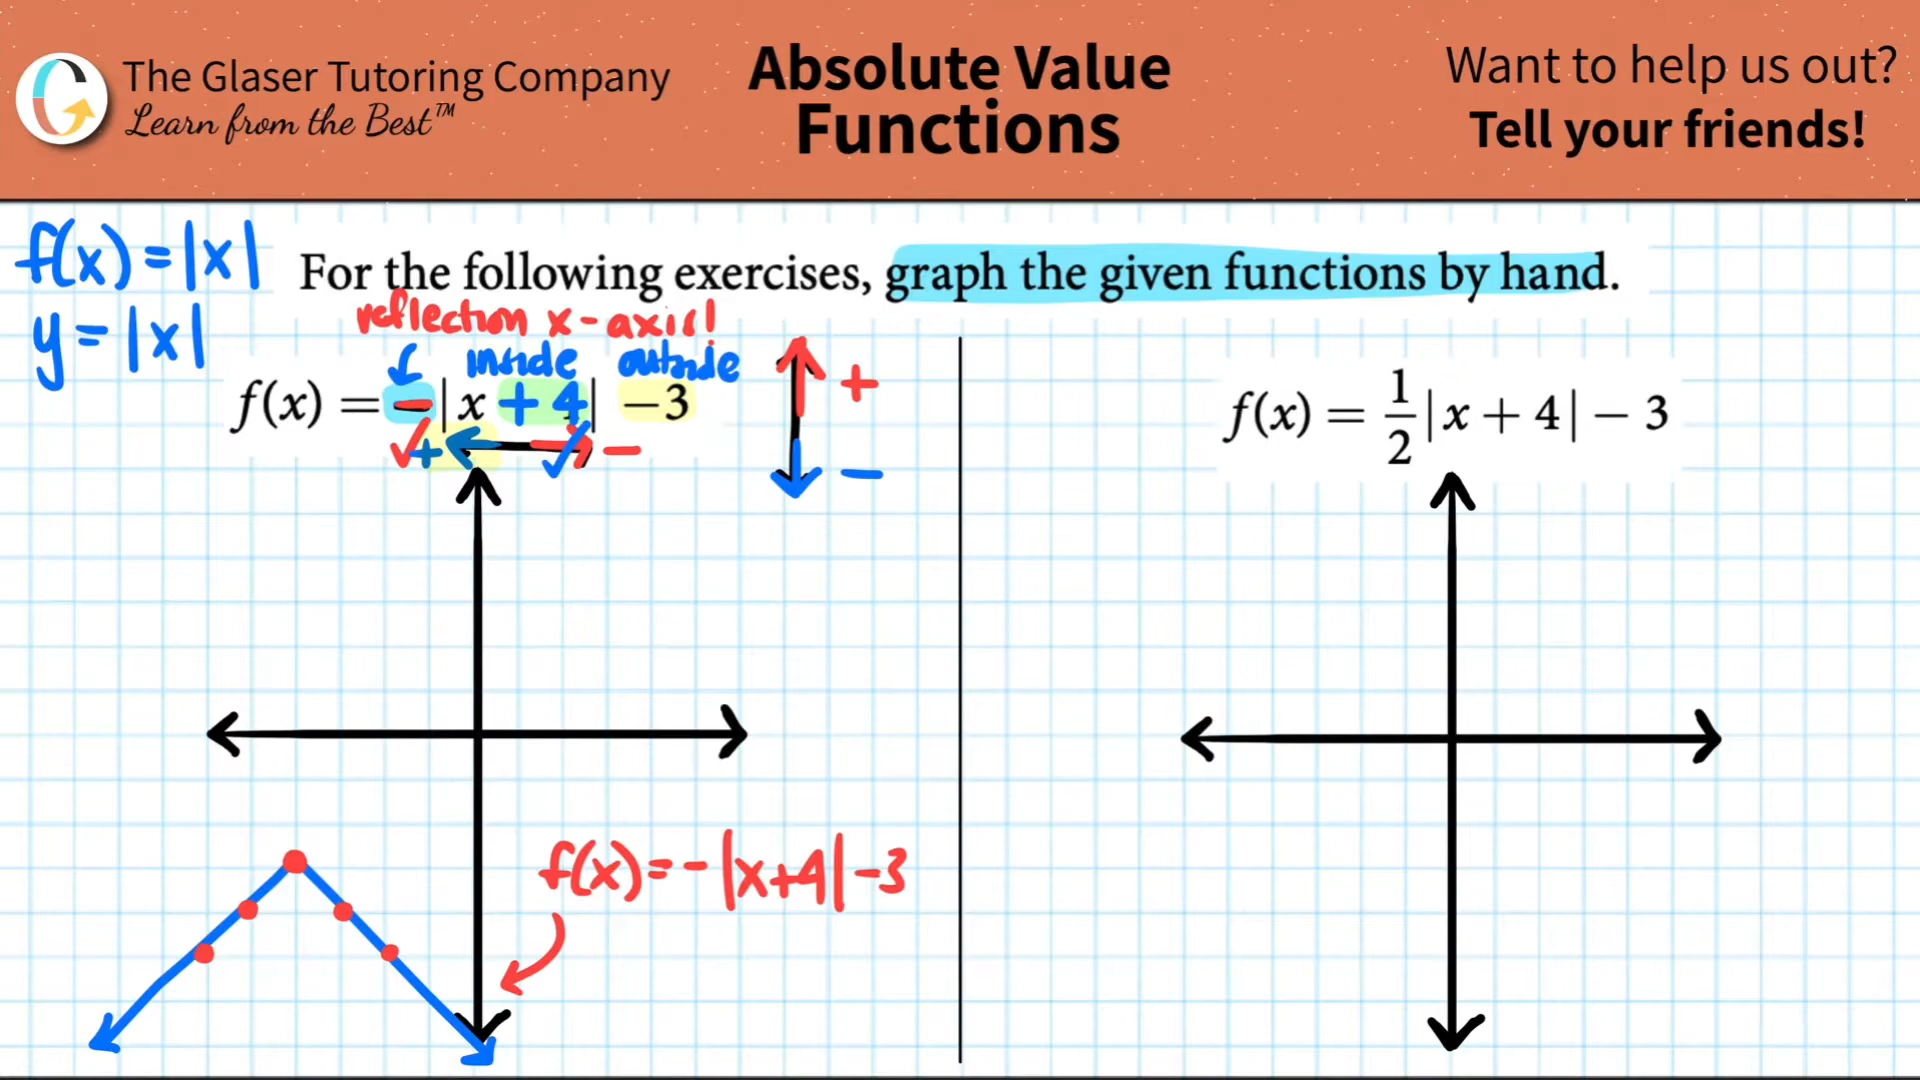 The Glaser Tutoring Company
Learn from the Best™
Absolute Value
Functions
Want to help us out?
Tell your friends!
f(x) = |x|
y = |x|
For the following exercises, graph the given functions by hand.
reflection x-axis!
inside outside
f(x) = −|x + 4| −3
+ −
+
−
f(x) = -|x+4| -3
f(x) = 1/2|x + 4| − 3